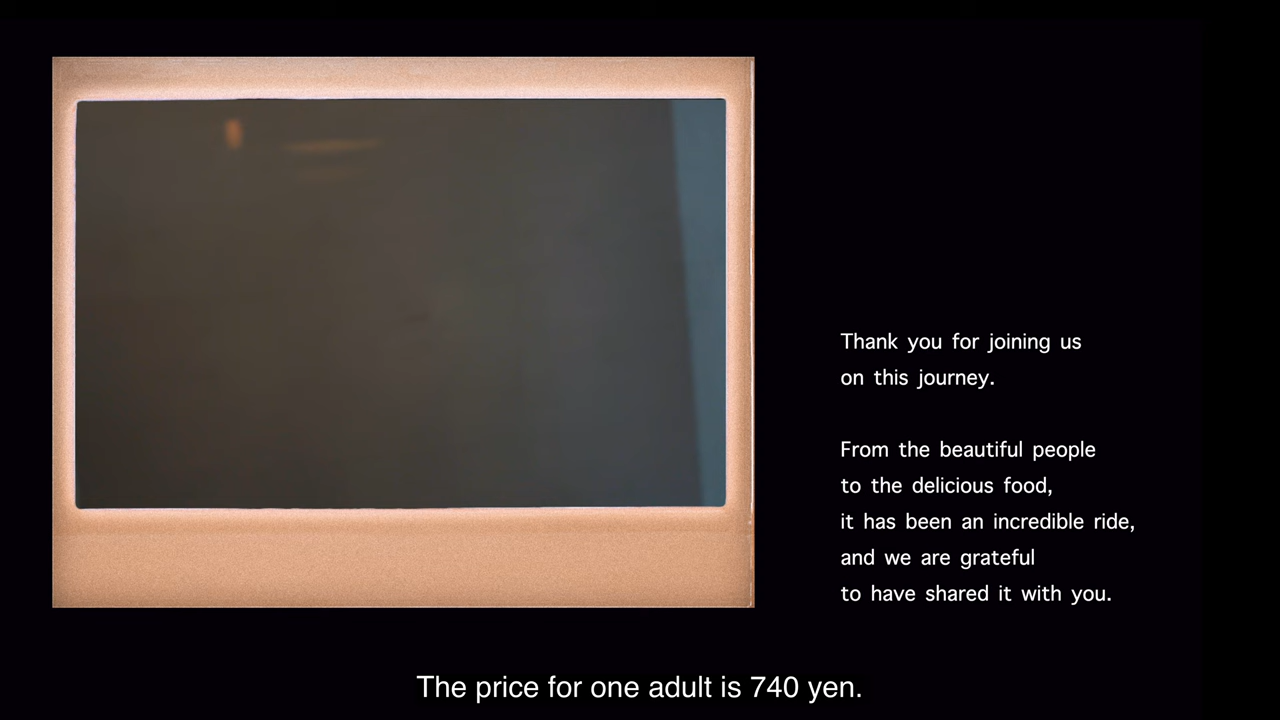 Thank you for joining us
on this journey.
From the beautiful people
to the delicious food,
it has been an incredible ride,
and we are grateful
to have shared it with you.
The price for one adult is 740 yen.